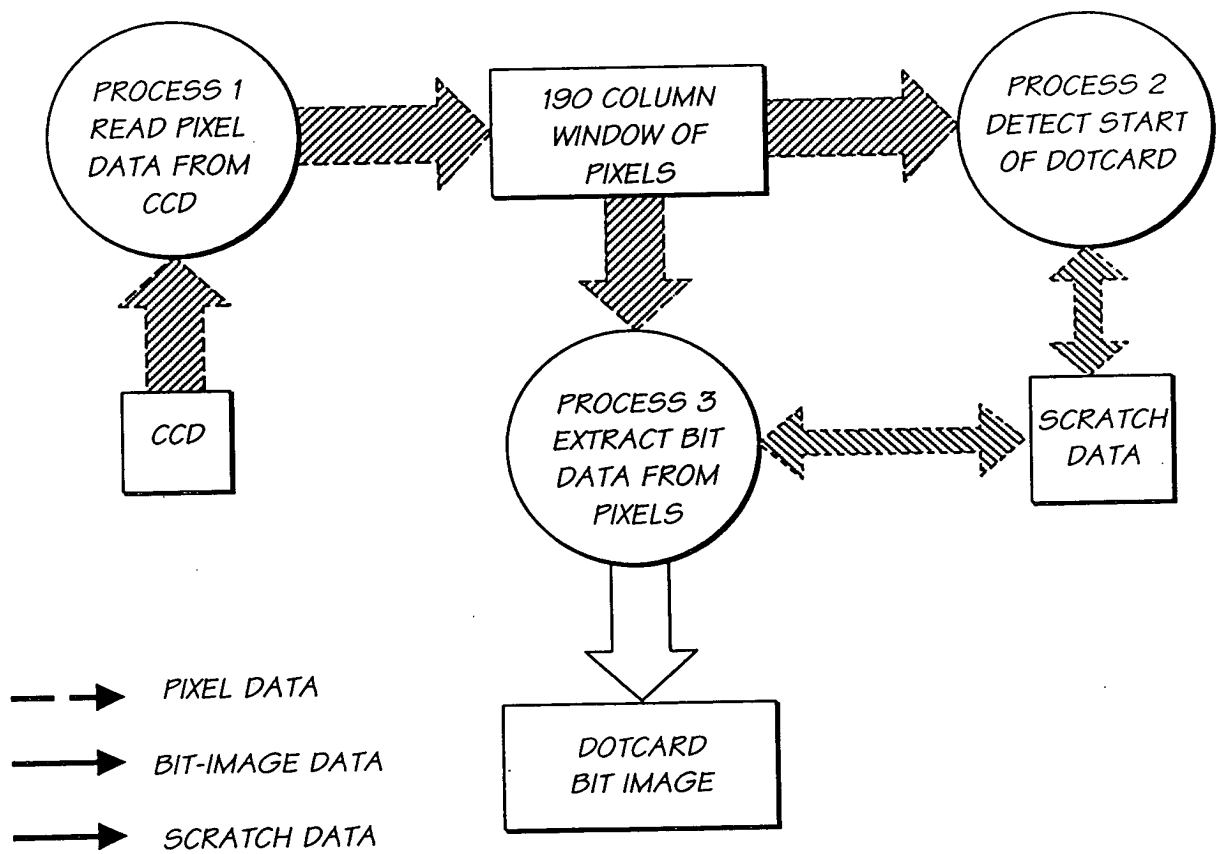 PROCESS 1
READ PIXEL
DATA FROM
CCD
190 COLUMN
WINDOW OF
PIXELS
PROCESS 2
DETECT START
OF DOTCARD
CCD
PROCESS 3
EXTRACT BIT
DATA FROM
PIXELS
SCRATCH
DATA
DOTCARD
BIT IMAGE
PIXEL DATA
BIT-IMAGE DATA
SCRATCH DATA